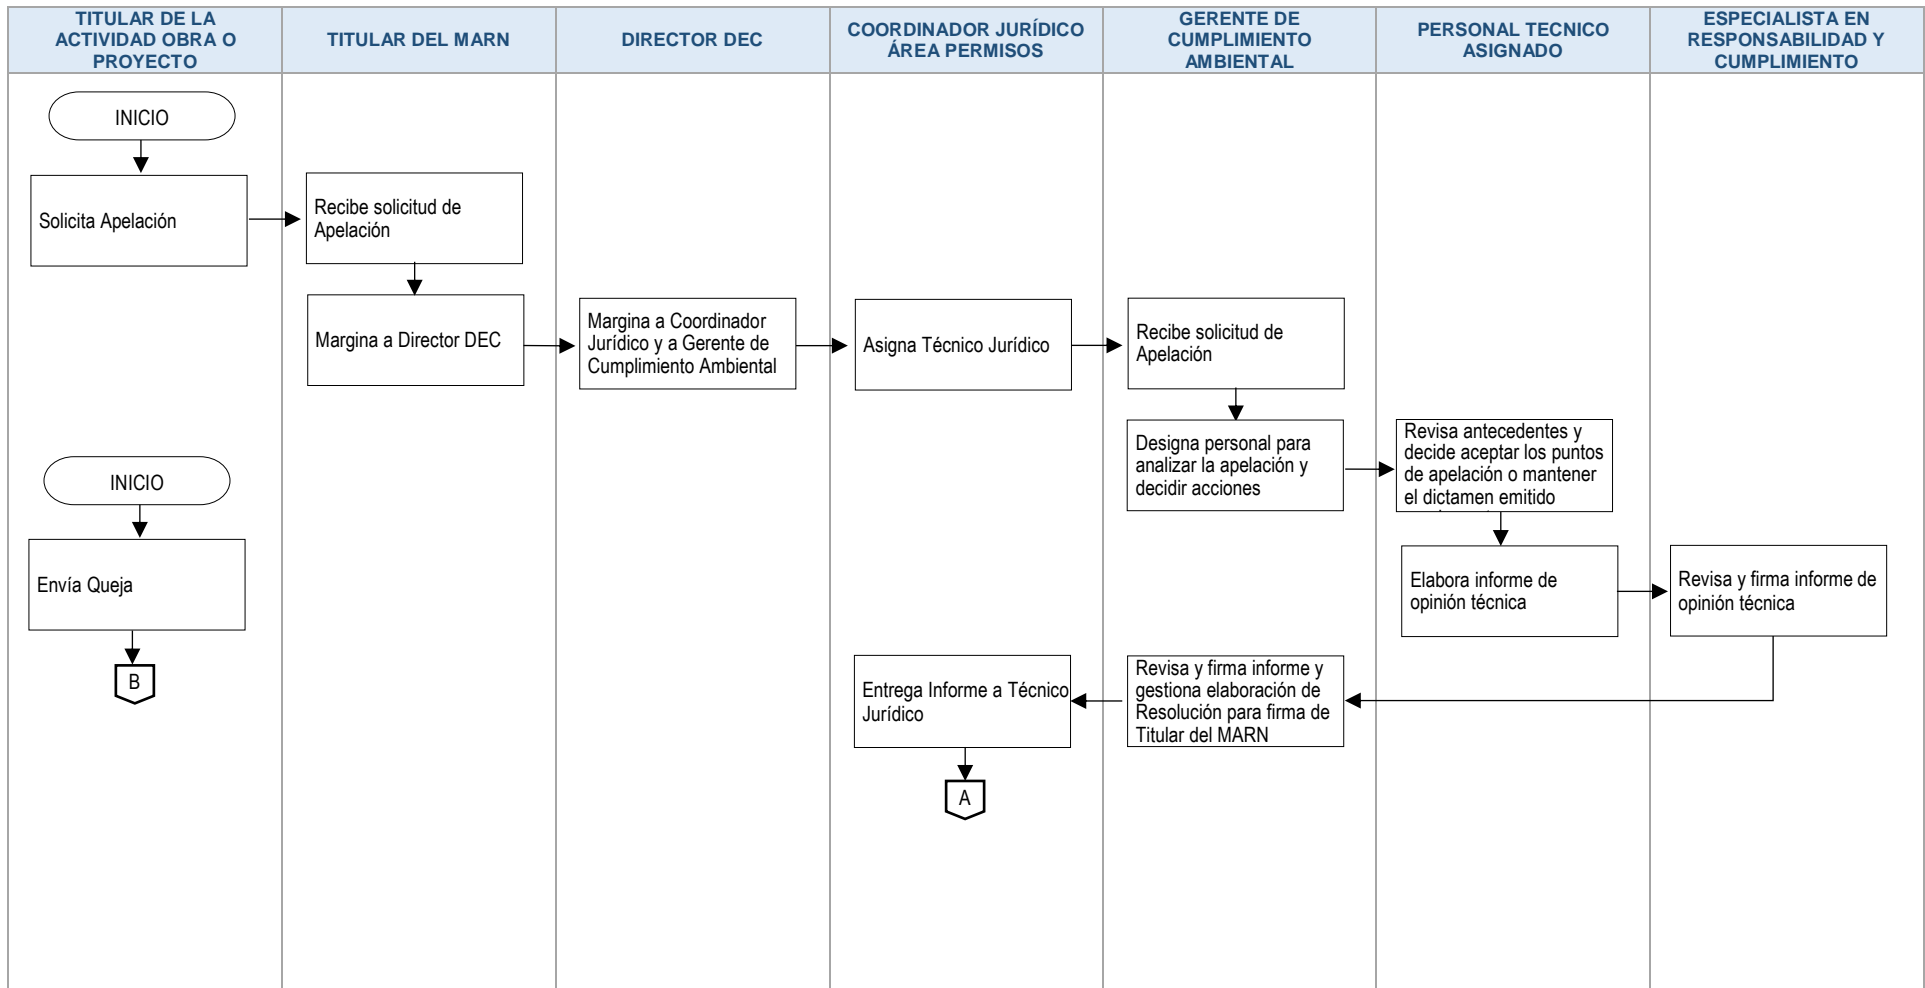 TITULAR DE LA
ACTIVIDAD OBRA O
PROYECTO
TITULAR DEL MARN
DIRECTOR DEC
COORDINADOR JURÍDICO
ÁREA PERMISOS
GERENTE DE
CUMPLIMIENTO
AMBIENTAL
PERSONAL TECNICO
ASIGNADO
ESPECIALISTA EN
RESPONSABILIDAD Y
CUMPLIMIENTO
INICIO
Solicita Apelación
Recibe solicitud de
Apelación
Margina a Director DEC
Margina a Coordinador
Jurídico y a Gerente de
Cumplimiento Ambiental
Asigna Técnico Jurídico
Recibe solicitud de
Apelación
Designa personal para
analizar la apelación y
decidir acciones
Revisa antecedentes y
decide aceptar los puntos
de apelación o mantener
el dictamen emitido
INICIO
Envía Queja
B
Elabora informe de
opinión técnica
Revisa y firma informe de
opinión técnica
Revisa y firma informe y
gestiona elaboración de
Resolución para firma de
Titular del MARN
Entrega Informe a Técnico
Jurídico
A